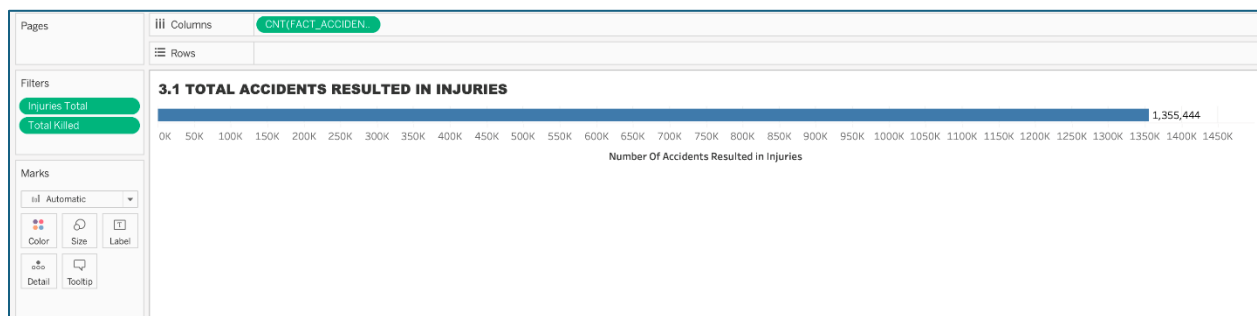 Pages
Columns
CNT(FACT_ACCIDEN..
Rows
Filters
Injuries Total
Total Killed
3.1 TOTAL ACCIDENTS RESULTED IN INJURIES
1,355,444
0K 50K 100K 150K 200K 250K 300K 350K 400K 450K 500K 550K 600K 650K 700K 750K 800K 850K 900K 950K 1000K 1050K 1100K 1150K 1200K 1250K 1300K 1350K 1400K 1450K
Number Of Accidents Resulted in Injuries
Marks
Automatic
Color Size Label
Detail Tooltip